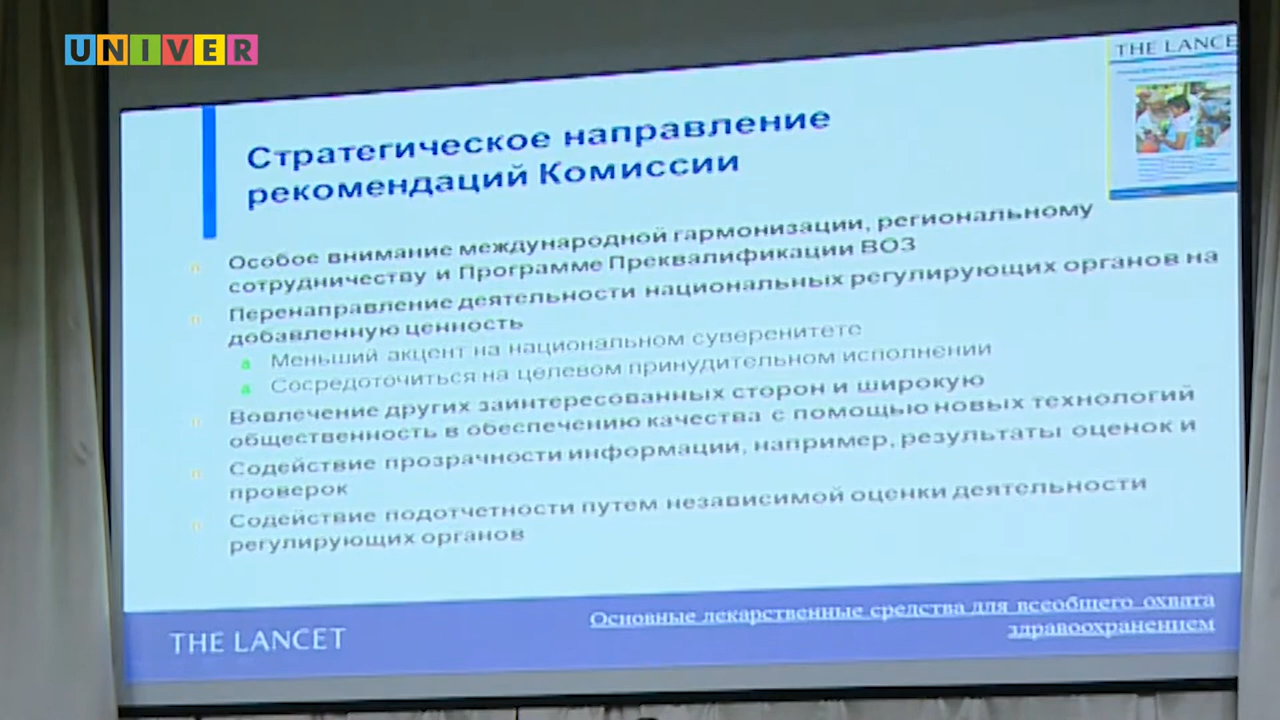 UNIVER
THE LANCE
Стратегическое направление
рекомендаций Комиссии
Особое внимание международной гармонизации, региональному
сотрудничеству и Программе Преквалификации ВОЗ
Перенаправление деятельности национальных регулирующих органов на
добавленную ценность
Меньший акцент на национальном суверенитете
Сосредоточиться на целевом принудительном исполнении
Вовлечение других заинтересованных сторон и широкую
общественность в обеспечению качества с помощью новых технологий
Содействие прозрачности информации, например, результаты оценок и
проверок
Содействие подотчетности путем независимой оценки деятельности
регулирующих органов
THE LANCET
Основные лекарственные средства для всеобщего охвата
здравоохранением